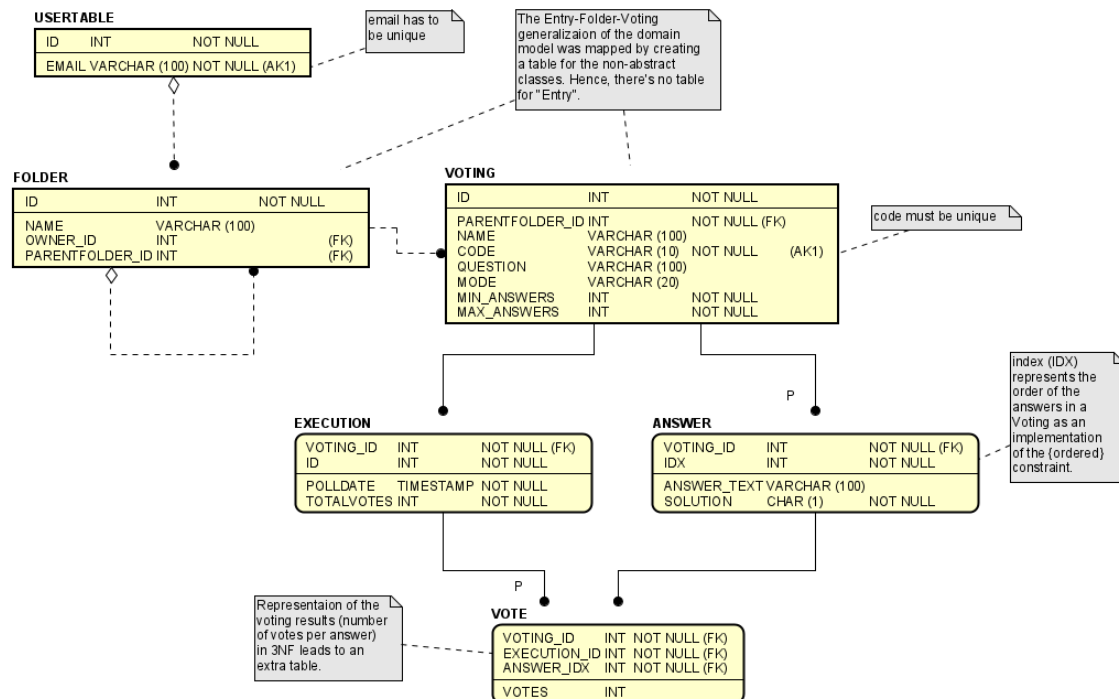 USERTABLE
ID INT NOT NULL
EMAIL VARCHAR (100) NOT NULL (AK1)
email has to
be unique
The Entry-Folder-Voting
generalizaion of the domain
model was mapped by creating
a table for the non-abstract
classes. Hence, there's no table
for "Entry".
FOLDER
ID INT NOT NULL
NAME VARCHAR (100)
OWNER_ID INT (FK)
PARENTFOLDER_ID INT (FK)
VOTING
ID INT NOT NULL
PARENTFOLDER_ID INT NOT NULL (FK)
NAME VARCHAR (100)
CODE VARCHAR (10) NOT NULL (AK1)
QUESTION VARCHAR (100)
MODE VARCHAR (20)
MIN_ANSWERS INT NOT NULL
MAX_ANSWERS INT NOT NULL
code must be unique
P
EXECUTION
VOTING_ID INT NOT NULL (FK)
ID INT NOT NULL
POLLDATE TIMESTAMP NOT NULL
TOTALVOTES INT NOT NULL
ANSWER
VOTING_ID INT NOT NULL (FK)
IDX INT NOT NULL
ANSWER_TEXT VARCHAR (100)
SOLUTION CHAR (1) NOT NULL
index (IDX)
represents the
order of the
answers in a
Voting as an
implementation
of the {ordered}
constraint.
P
Representaion of the
voting results (number
of votes per answer)
in 3NF leads to an
extra table.
VOTE
VOTING_ID INT NOT NULL (FK)
EXECUTION_ID INT NOT NULL (FK)
ANSWER_IDX INT NOT NULL (FK)
VOTES INT